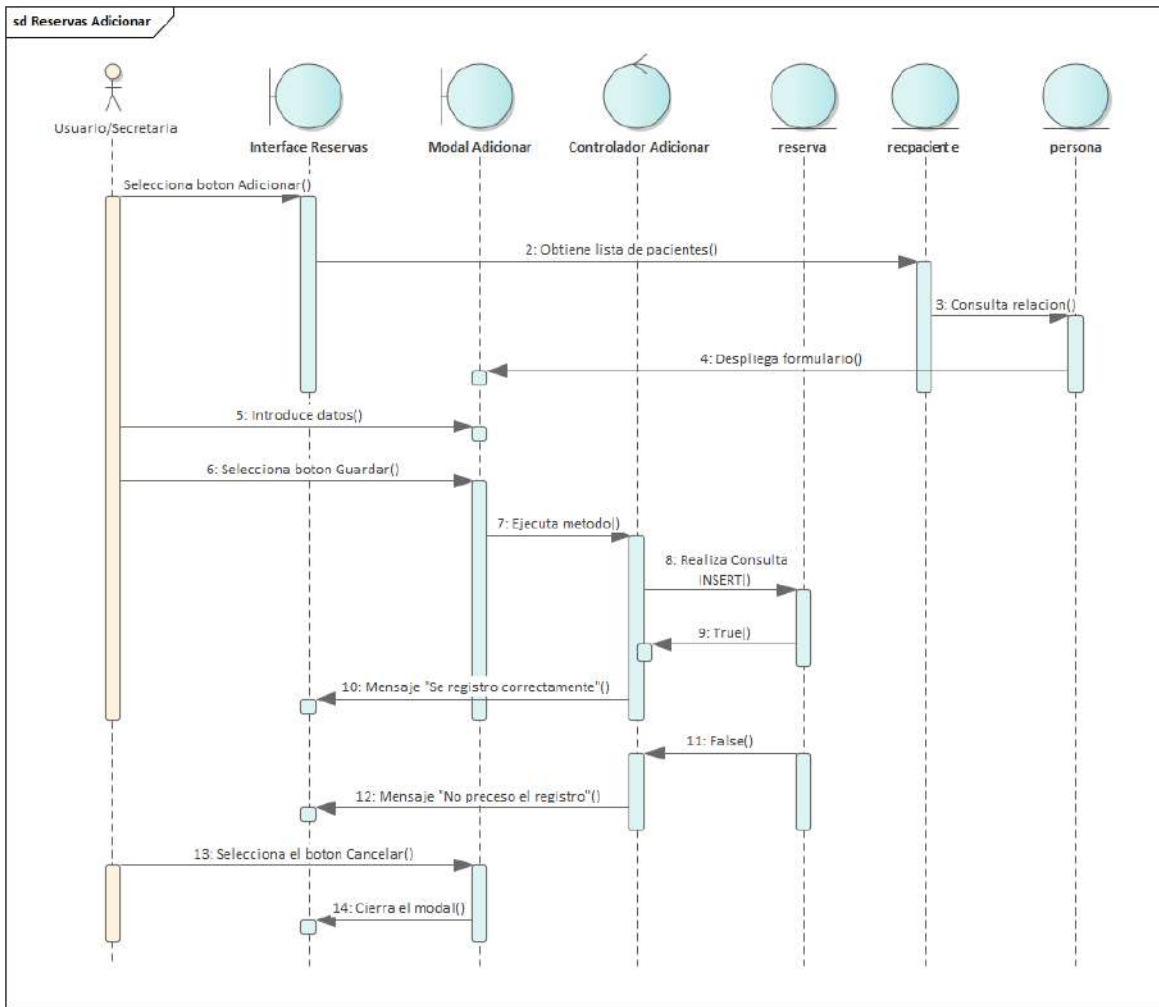 sd Reservas Adicionar
Usuario/Secretaria
Interface Reservas
Modal Adicionar
Controlador Adicionar
reserva
recpaciente
persona
Selecciona boton Adicionar()
2: Obtiene lista de pacientes()
3: Consulta relacion()
4: Despliega formulario()
5: Introduce datos()
6: Selecciona boton Guardar()
7: Ejecuta metodo()
8: Realiza Consulta
INSERT()
9: True()
10: Mensaje "Se registro correctamente"()
11: False()
12: Mensaje "No preceso el registro"()
13: Selecciona el boton Cancelar()
14: Cierra el modal()